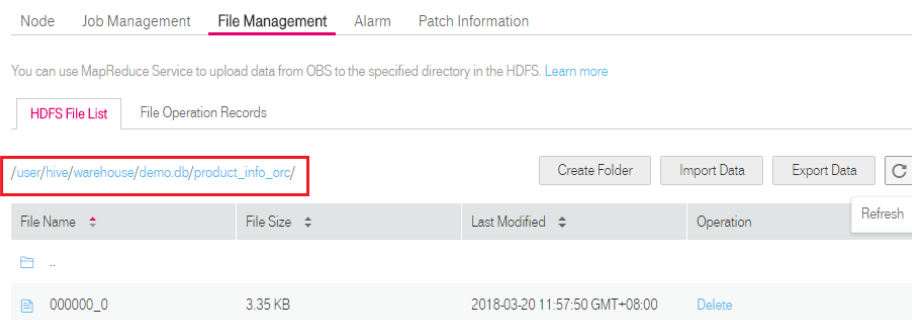 Node Job Management File Management Alarm Patch Information
You can use MapReduce Service to upload data from OBS to the specified directory in the HDFS. Learn more
HDFS File List File Operation Records
/user/hive/warehouse/demo.db/product_info_orc/ Create Folder Import Data Export Data
Refresh
File Name File Size Last Modified Operation
..
000000_0 3.35 KB 2018-03-20 11:57:50 GMT+08:00 Delete